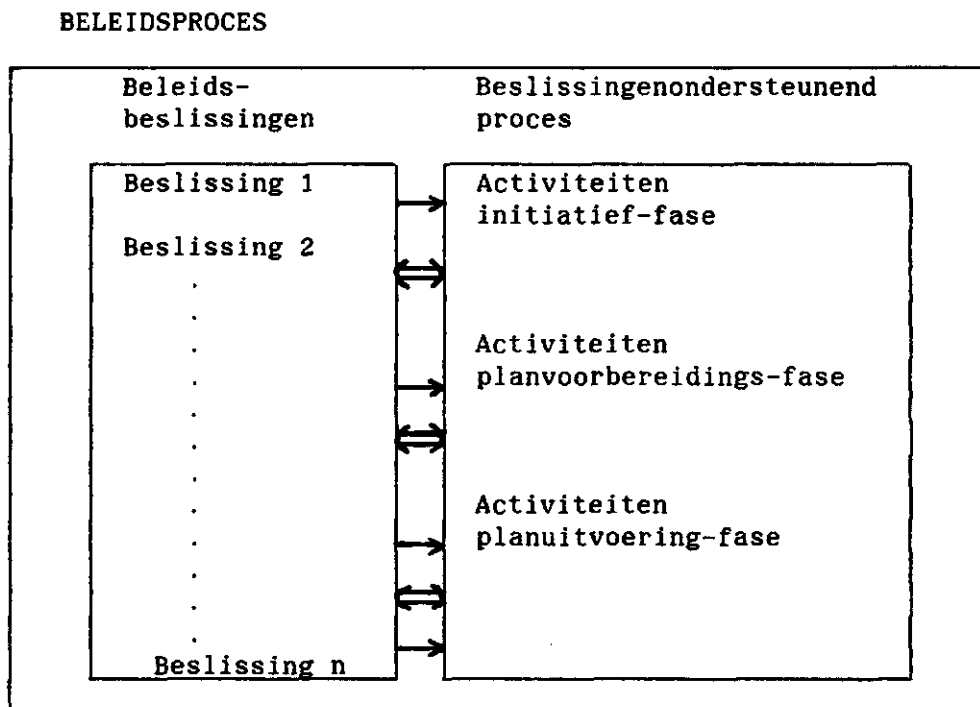 BELEIDSPROCES
Beleids-
beslissingen
Beslissingenondersteunend
proces
Beslissing 1
Beslissing 2
.
.
.
.
.
.
.
.
.
.
.
.
Beslissing n
Activiteiten
initiatief-fase
Activiteiten
planvoorbereidings-fase
Activiteiten
planuitvoering-fase